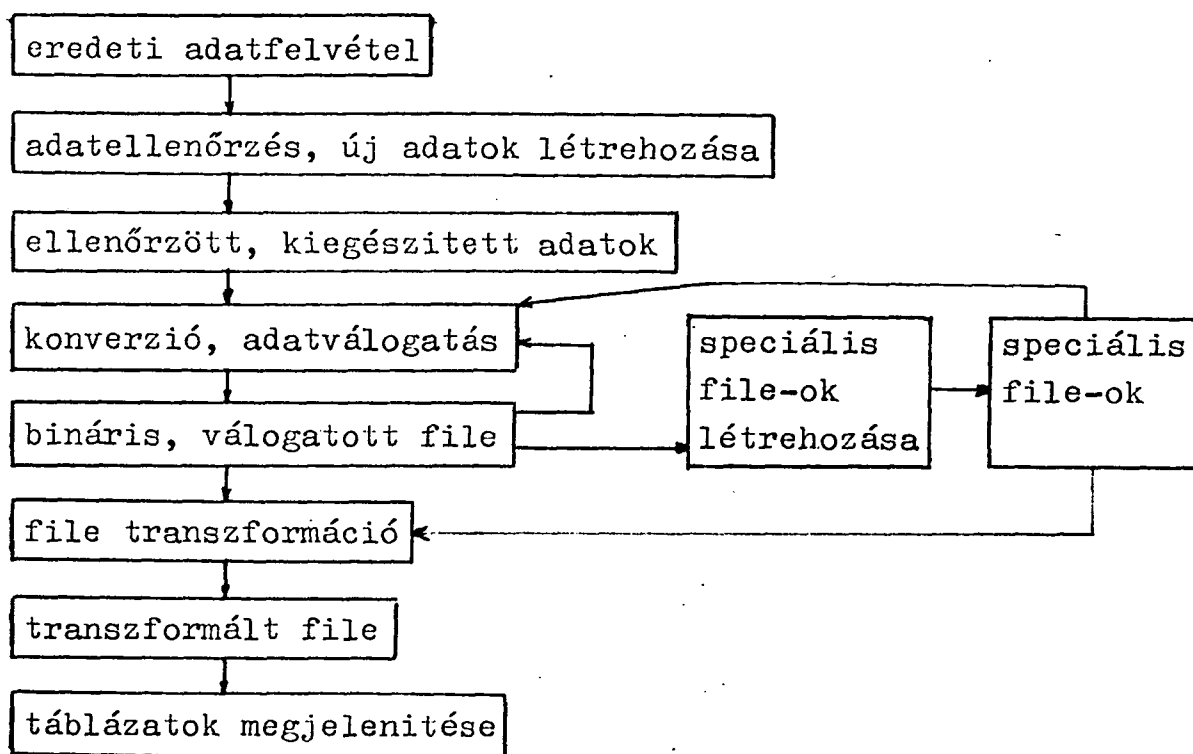 eredeti adatfelvétel
adatellenőrzés, új adatok létrehozása
ellenőrzött, kiegészitett adatok
konverzió, adatválogatás
bináris, válogatott file
speciális
file-ok
létrehozása
speciális
file-ok
file transzformáció
transzformált file
táblázatok megjelenitése